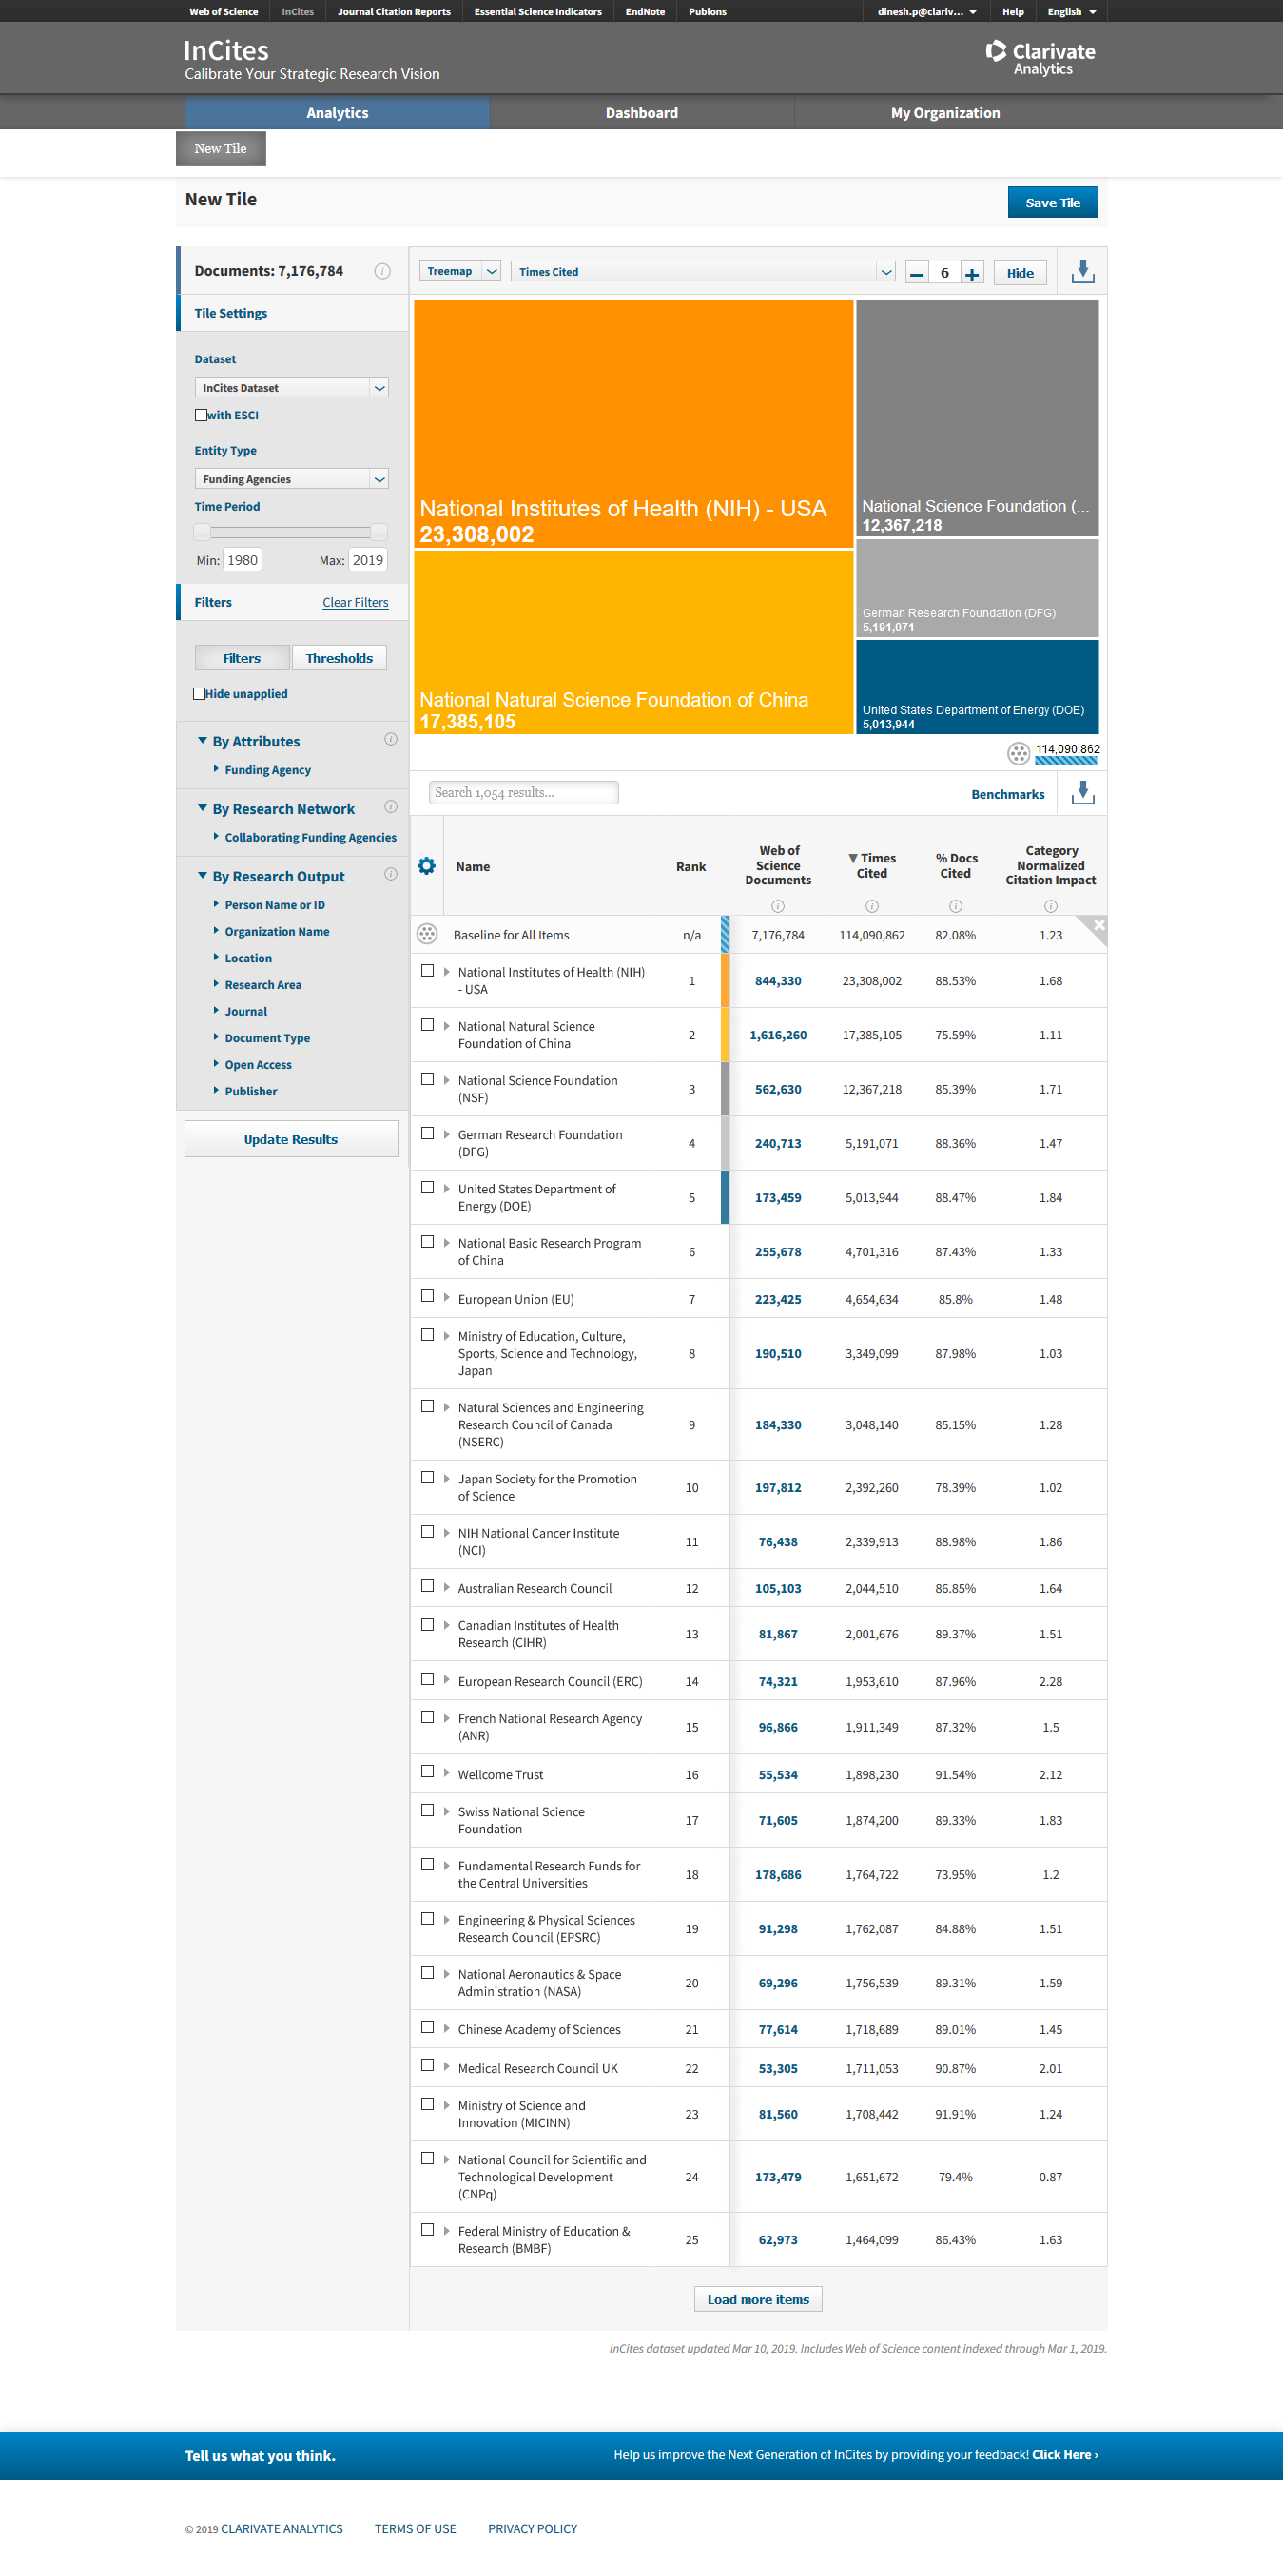 Web of Science InCites Journal Citation Reports Essential Science Indicators EndNote Publons dinesh.p@clariv... Help English
InCites
Calibrate Your Strategic Research Vision
Clarivate
Analytics
Analytics Dashboard My Organization
New Tile
New Tile
Save Tile
Documents: 7,176,784
Tile Settings
Dataset
InCites Dataset
with ESCI
Entity Type
Funding Agencies
Time Period
Min: 1980 Max: 2019
Filters Clear Filters
Filters Thresholds
Hide unapplied
By Attributes
Funding Agency
By Research Network
Collaborating Funding Agencies
By Research Output
Person Name or ID
Organization Name
Location
Research Area
Journal
Document Type
Open Access
Publisher
Update Results
Treemap Times Cited 6 Hide
National Institutes of Health (NIH) - USA
23,308,002
National Natural Science Foundation of China
17,385,105
National Science Foundation (...
12,367,218
German Research Foundation (DFG)
5,191,071
United States Department of Energy (DOE)
5,013,944
114,090,862
Search 1,054 results...
Benchmarks
Name Rank Web of Science Documents Times Cited % Docs Cited Category Normalized Citation Impact
Baseline for All Items n/a 7,176,784 114,090,862 82.08% 1.23
National Institutes of Health (NIH) - USA 1 844,330 23,308,002 88.53% 1.68
National Natural Science Foundation of China 2 1,616,260 17,385,105 75.59% 1.11
National Science Foundation (NSF) 3 562,630 12,367,218 85.39% 1.71
German Research Foundation (DFG) 4 240,713 5,191,071 88.36% 1.47
United States Department of Energy (DOE) 5 173,459 5,013,944 88.47% 1.84
National Basic Research Program of China 6 255,678 4,701,316 87.43% 1.33
European Union (EU) 7 223,425 4,654,634 85.8% 1.48
Ministry of Education, Culture, Sports, Science and Technology, Japan 8 190,510 3,349,099 87.98% 1.03
Natural Sciences and Engineering Research Council of Canada (NSERC) 9 184,330 3,048,140 85.15% 1.28
Japan Society for the Promotion of Science 10 197,812 2,392,260 78.39% 1.02
NIH National Cancer Institute (NCI) 11 76,438 2,339,913 88.98% 1.86
Australian Research Council 12 105,103 2,044,510 86.85% 1.64
Canadian Institutes of Health Research (CIHR) 13 81,867 2,001,676 89.37% 1.51
European Research Council (ERC) 14 74,321 1,953,610 87.96% 2.28
French National Research Agency (ANR) 15 96,866 1,911,349 87.32% 1.5
Wellcome Trust 16 55,534 1,898,230 91.54% 2.12
Swiss National Science Foundation 17 71,605 1,874,200 89.33% 1.83
Fundamental Research Funds for the Central Universities 18 178,686 1,764,722 73.95% 1.2
Engineering & Physical Sciences Research Council (EPSRC) 19 91,298 1,762,087 84.88% 1.51
National Aeronautics & Space Administration (NASA) 20 69,296 1,756,539 89.31% 1.59
Chinese Academy of Sciences 21 77,614 1,718,689 89.01% 1.45
Medical Research Council UK 22 53,305 1,711,053 90.87% 2.01
Ministry of Science and Innovation (MICINN) 23 81,560 1,708,442 91.91% 1.24
National Council for Scientific and Technological Development (CNPq) 24 173,479 1,651,672 79.4% 0.87
Federal Ministry of Education & Research (BMBF) 25 62,973 1,464,099 86.43% 1.63
Load more items
InCites dataset updated Mar 10, 2019. Includes Web of Science content indexed through Mar 1, 2019.
Tell us what you think. Help us improve the Next Generation of InCites by providing your feedback! Click Here ›
© 2019 CLARIVATE ANALYTICS TERMS OF USE PRIVACY POLICY